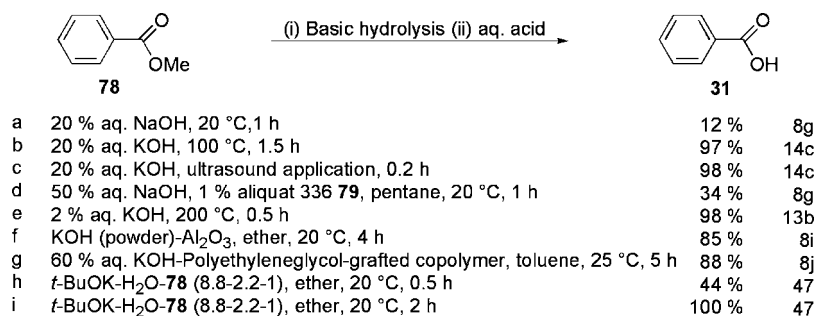 O
OMe
78
(i) Basic hydrolysis (ii) aq. acid
O
OH
31
a 20 % aq. NaOH, 20 °C,1 h 12 % 8g
b 20 % aq. KOH, 100 °C, 1.5 h 97 % 14c
c 20 % aq. KOH, ultrasound application, 0.2 h 98 % 14c
d 50 % aq. NaOH, 1 % aliquat 336 79, pentane, 20 °C, 1 h 34 % 8g
e 2 % aq. KOH, 200 °C, 0.5 h 98 % 13b
f KOH (powder)-Al₂O₃, ether, 20 °C, 4 h 85 % 8i
g 60 % aq. KOH-Polyethyleneglycol-grafted copolymer, toluene, 25 °C, 5 h 88 % 8j
h t-BuOK-H₂O-78 (8.8-2.2-1), ether, 20 °C, 0.5 h 44 % 47
i t-BuOK-H₂O-78 (8.8-2.2-1), ether, 20 °C, 2 h 100 % 47